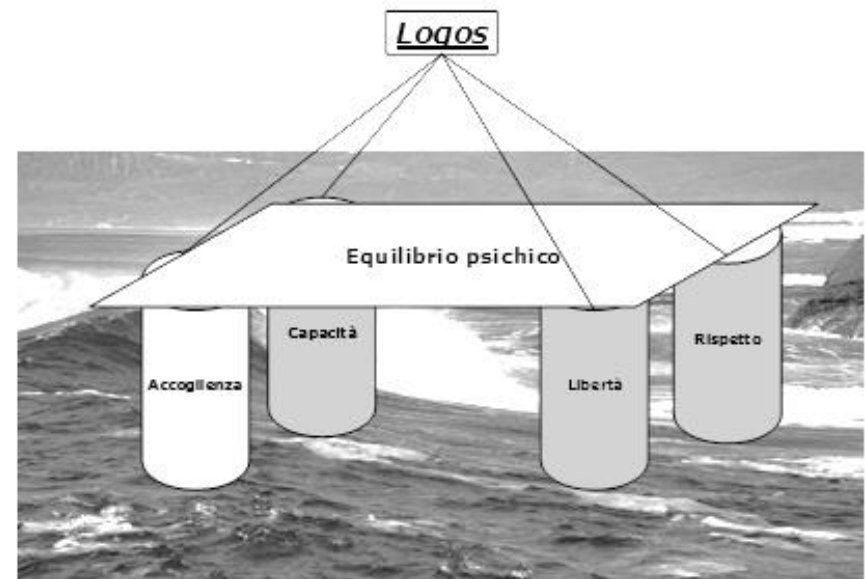 Logos
Equilibrio psichico
Capacità
Rispetto
Accoglienza
Libertà